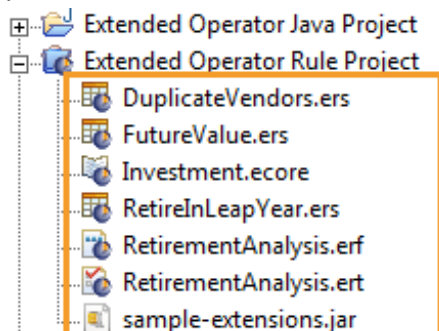 Extended Operator Java Project
Extended Operator Rule Project
DuplicateVendors.ers
FutureValue.ers
Investment.ecore
RetireInLeapYear.ers
RetirementAnalysis.erf
RetirementAnalysis.ert
sample-extensions.jar